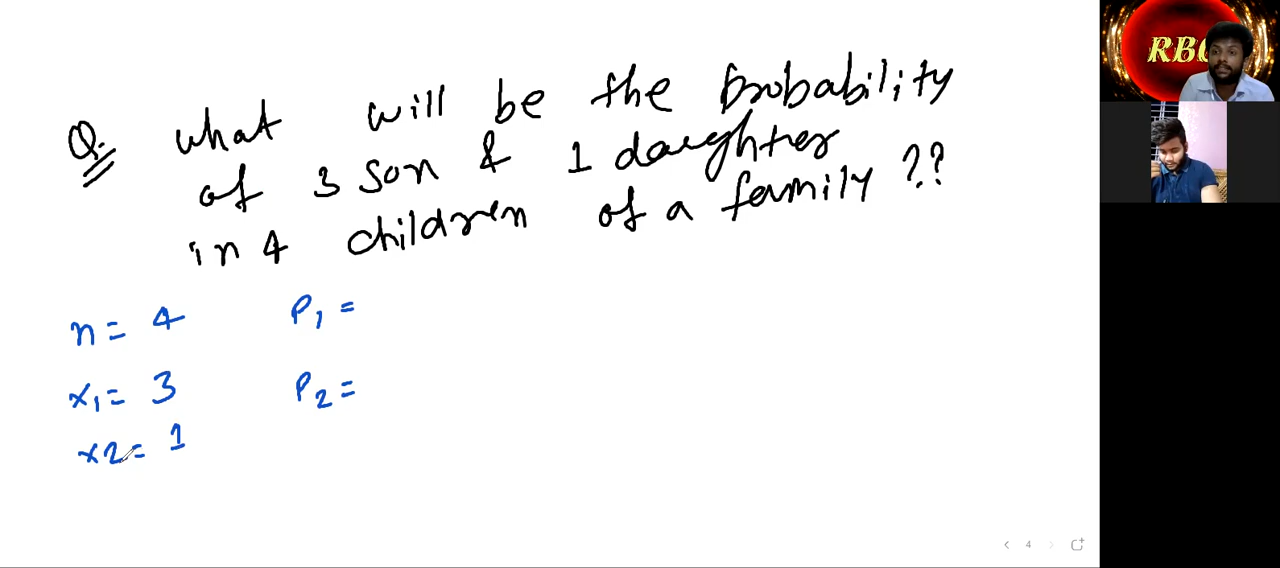 Q. What will be the Probability
of 3 son & 1 daughter
in 4 children of a family ??
n = 4
P1 =
x1 = 3
P2 =
x2 = 1
4